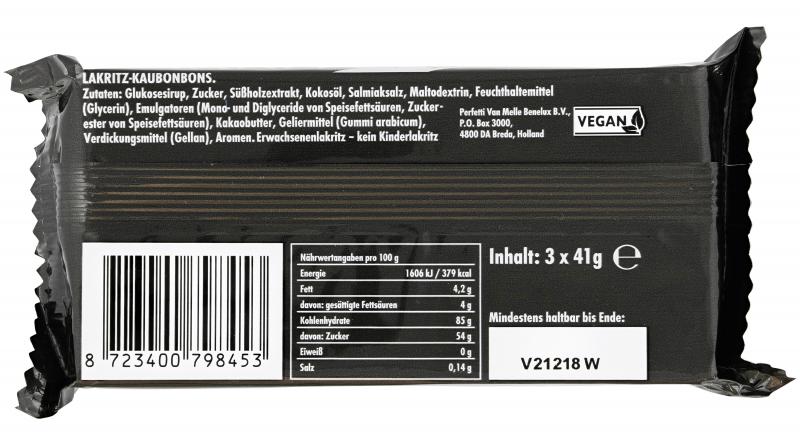 LAKRITZ-KAUBONBONS.
Zutaten: Glukosesirup, Zucker, Süßholzextrakt, Kokosöl, Salmiaksalz, Maltodextrin, Feuchthaltemittel
(Glycerin), Emulgatoren (Mono- und Diglyceride von Speisefettsäuren, Zucker-
ester von Speisefettsäuren), Kakaobutter, Geliermittel (Gummi arabicum),
Verdickungsmittel (Gellan), Aromen. Erwachsenenlakritz – kein Kinderlakritz
Perfetti Van Melle Benelux B.V.,
P.O. Box 3000,
4800 DA Breda, Holland
VEGAN
8 723400 798453
Nährwertangaben pro 100 g
Energie 1606 kJ / 379 kcal
Fett 4,2 g
davon: gesättigte Fettsäuren 4 g
Kohlenhydrate 85 g
davon: Zucker 54 g
Eiweiß 0 g
Salz 0,14 g
Inhalt: 3 x 41g ℮
Mindestens haltbar bis Ende:
V21218 W